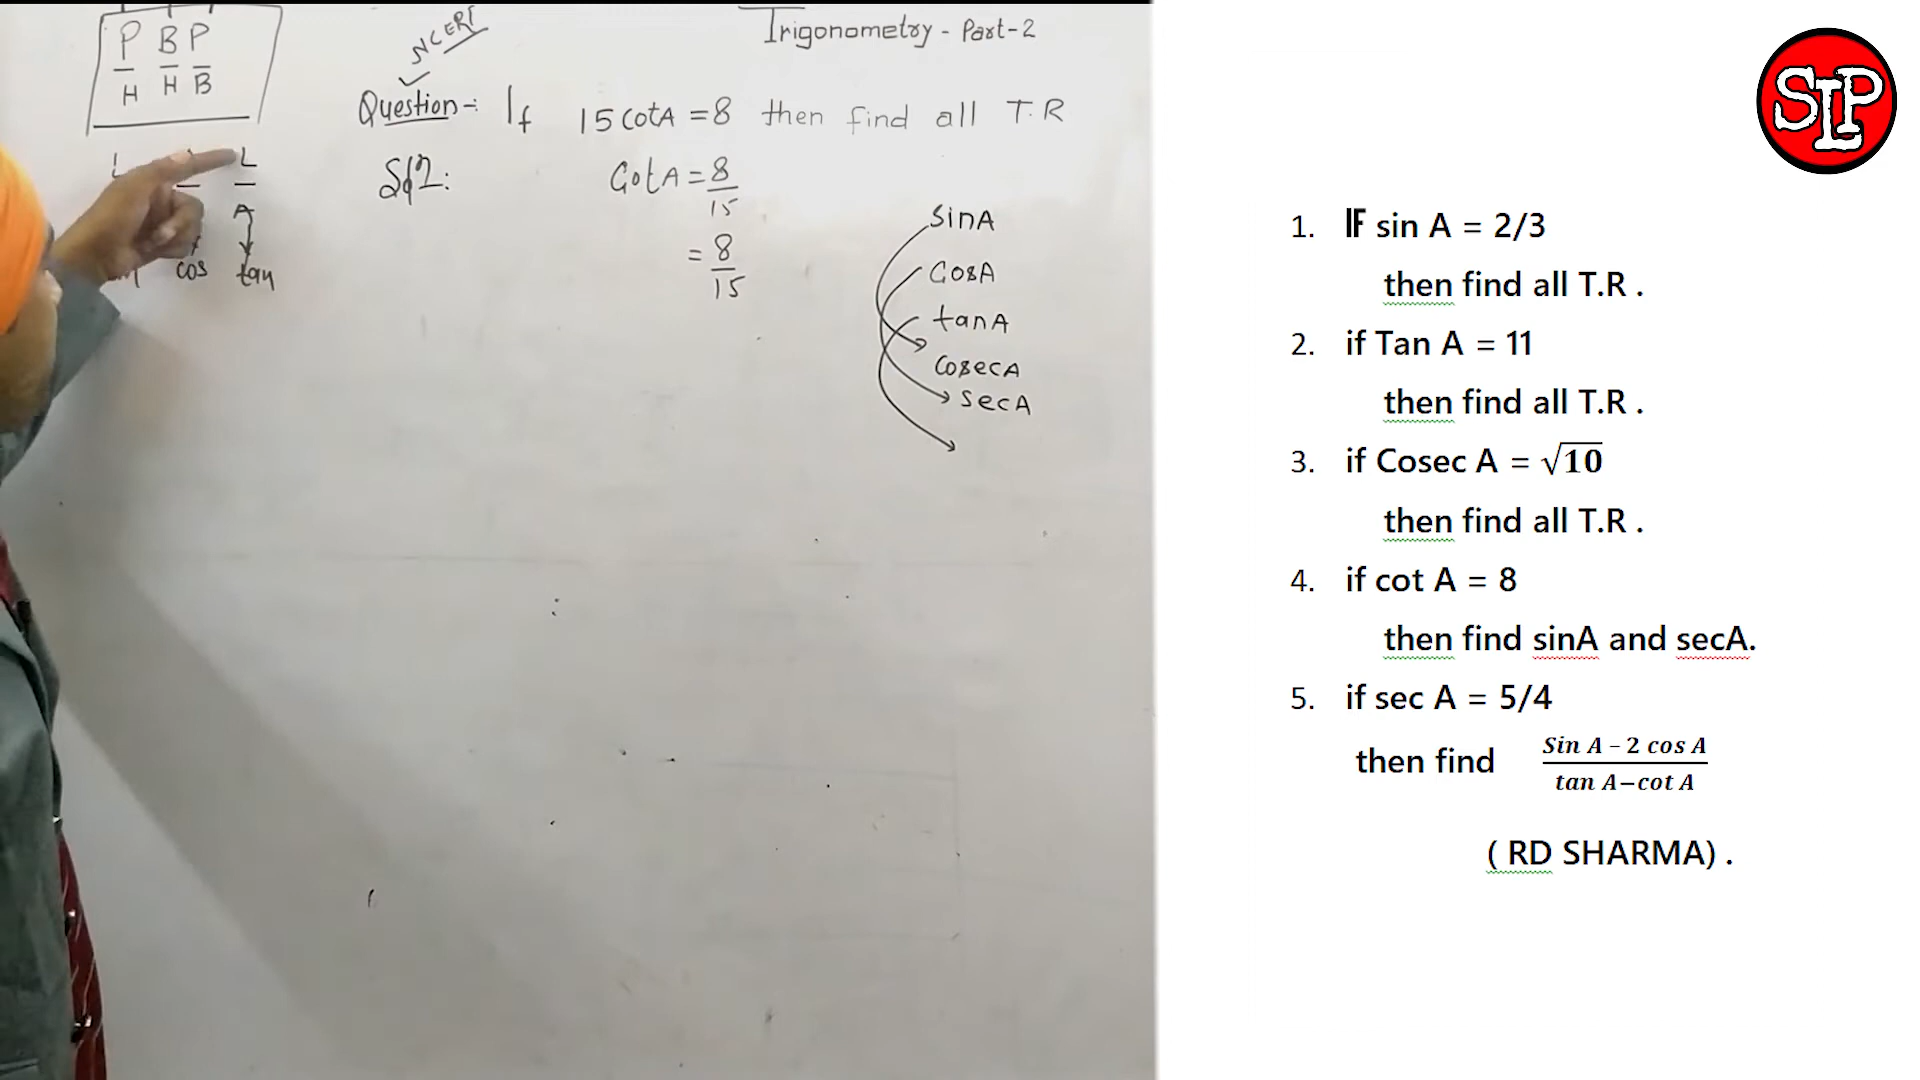 P B P
H H B
L
A
cos tan
NCERT
Trigonometry - Part-2
Question -: If 15 cotA = 8 then find all T.R
Sol:
CotA = 8
15
= 8
15
sinA
CosA
tanA
CosecA
secA
SLP
1. IF sin A = 2/3
then find all T.R .
2. if Tan A = 11
then find all T.R .
3. if Cosec A = √10
then find all T.R .
4. if cot A = 8
then find sinA and secA.
5. if sec A = 5/4
then find Sin A - 2 cos A
tan A-cot A
( RD SHARMA) .